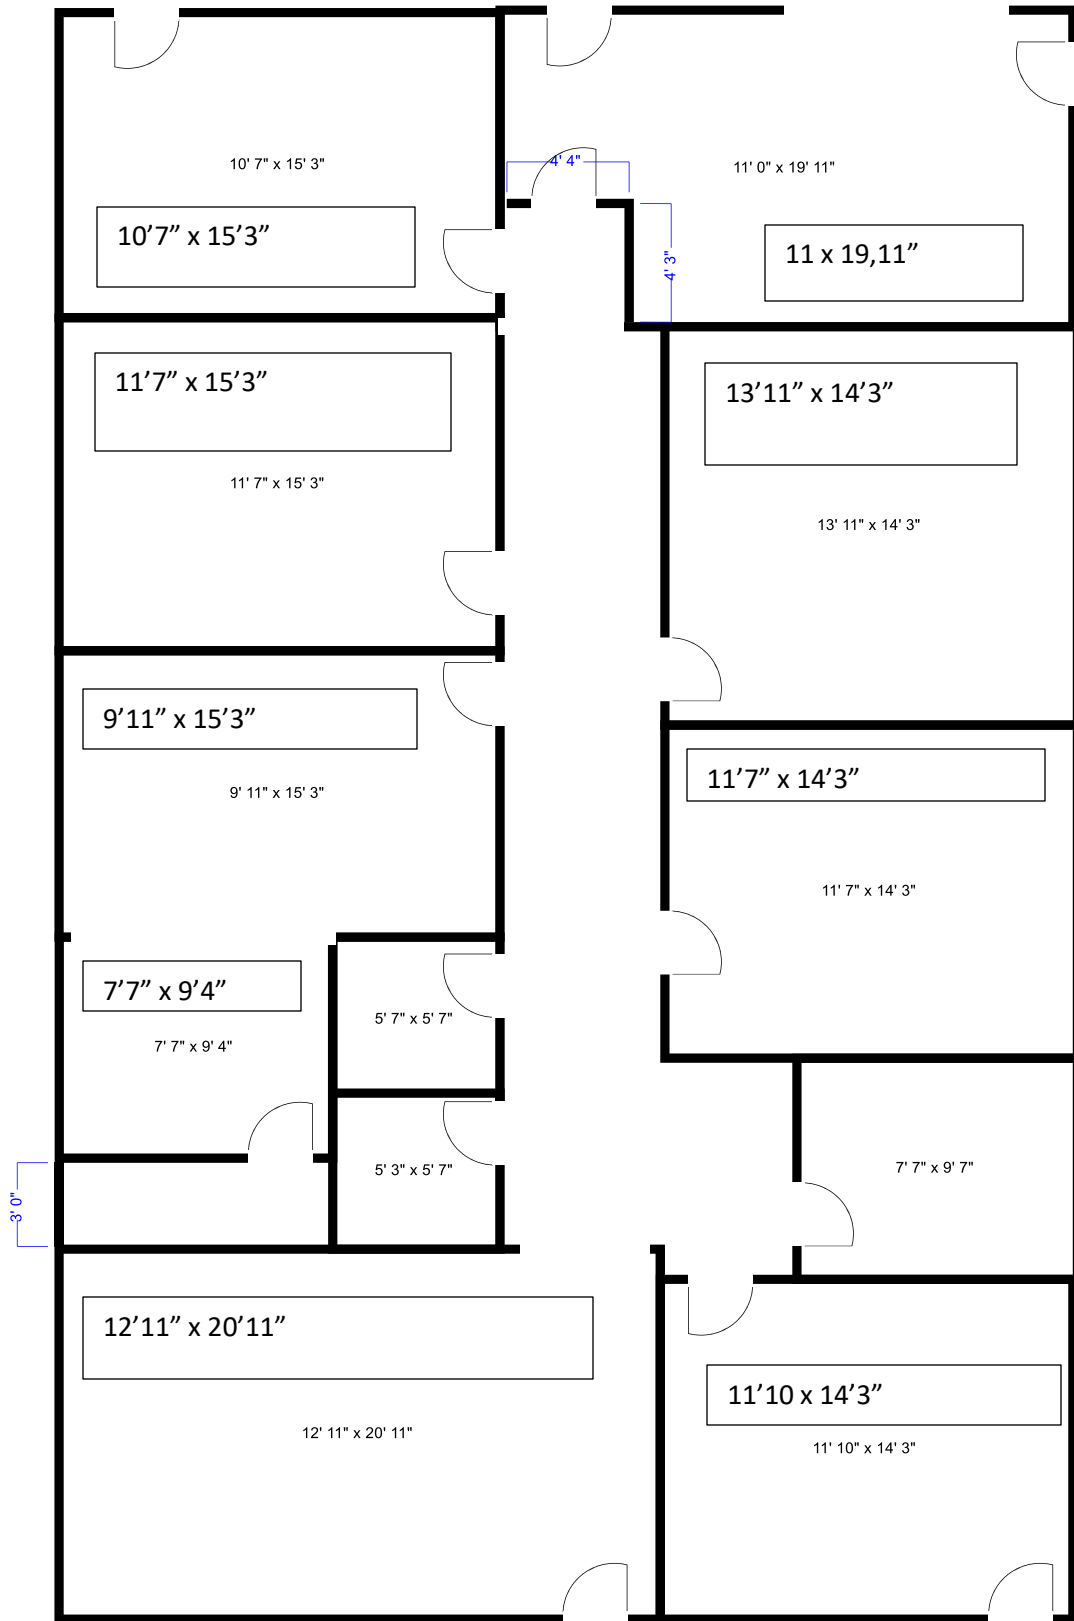 4' 4"
10' 7" x 15' 3"
11' 0" x 19' 11"
10’7” x 15’3”
11 x 19,11”
4' 3"
11’7” x 15’3”
13’11” x 14’3”
11' 7" x 15' 3"
13' 11" x 14' 3"
9’11” x 15’3”
11’7” x 14’3”
9' 11" x 15' 3"
11' 7" x 14' 3"
7’7” x 9’4”
5' 7" x 5' 7"
7' 7" x 9' 4"
5' 3" x 5' 7"
7' 7" x 9' 7"
3' 0"
12’11” x 20’11”
11’10 x 14’3”
12' 11" x 20' 11"
11' 10" x 14' 3"